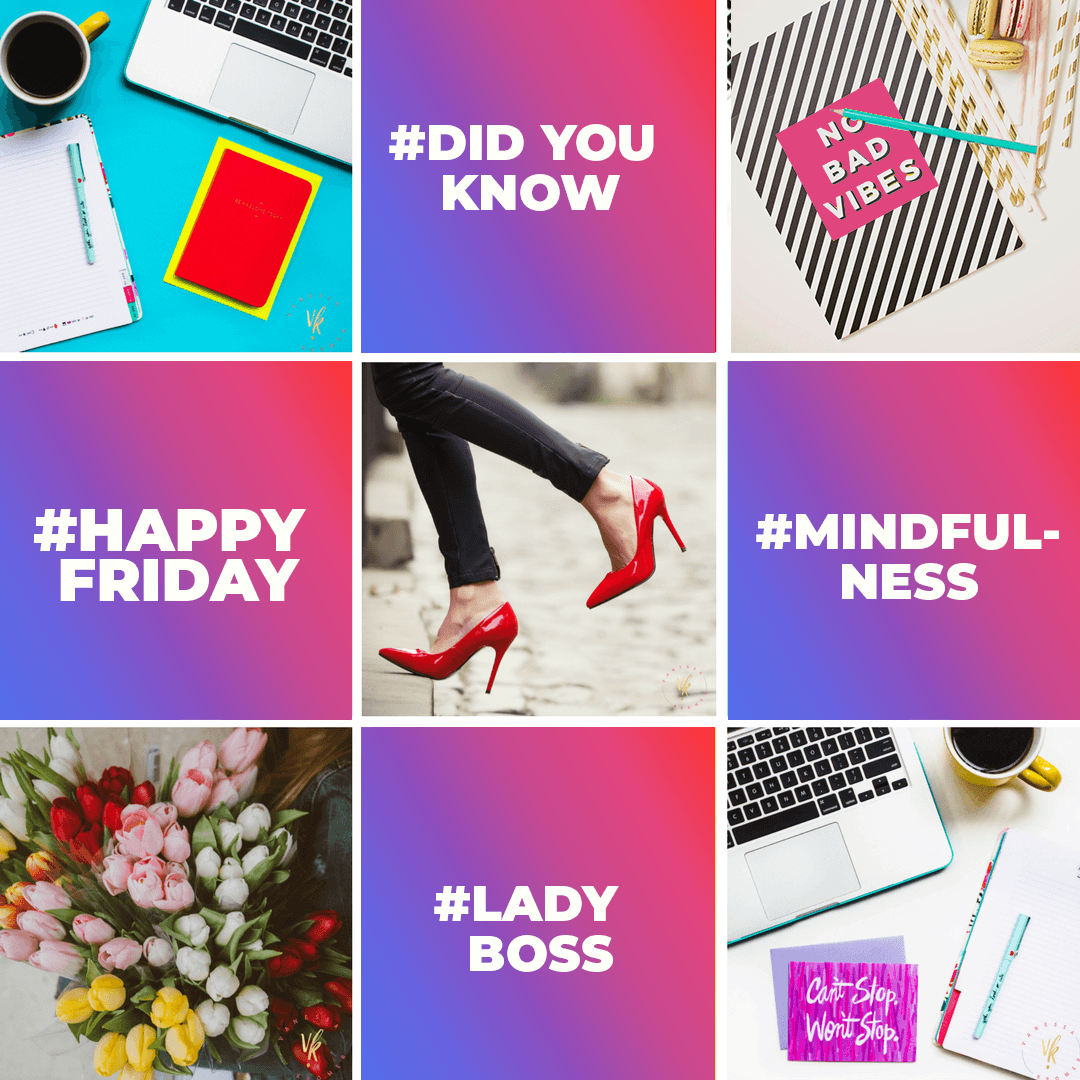 #DID YOU
KNOW
NO
BAD
VIBES
#HAPPY
FRIDAY
#MINDFUL-
NESS
#LADY
BOSS
Can't Stop.
Won't Stop.